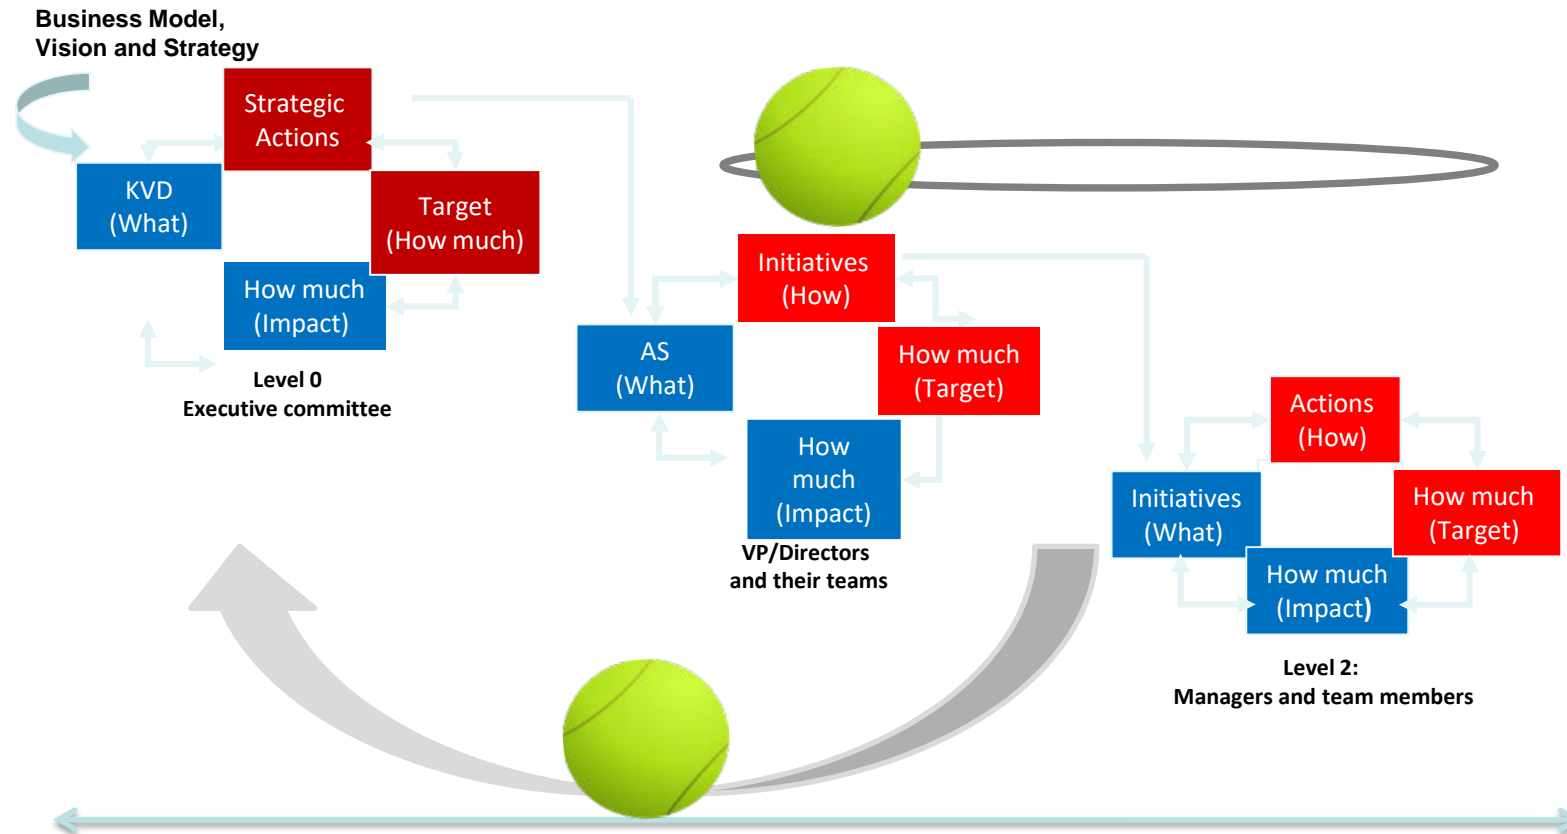 Business Model,
Vision and Strategy
Strategic
Actions
KVD
(What)
Target
(How much)
How much
(Impact)
Level 0
Executive committee
Initiatives
(How)
AS
(What)
How much
(Target)
How
much
(Impact)
VP/Directors
and their teams
Actions
(How)
Initiatives
(What)
How much
(Target)
How much
(Impact)
Level 2:
Managers and team members